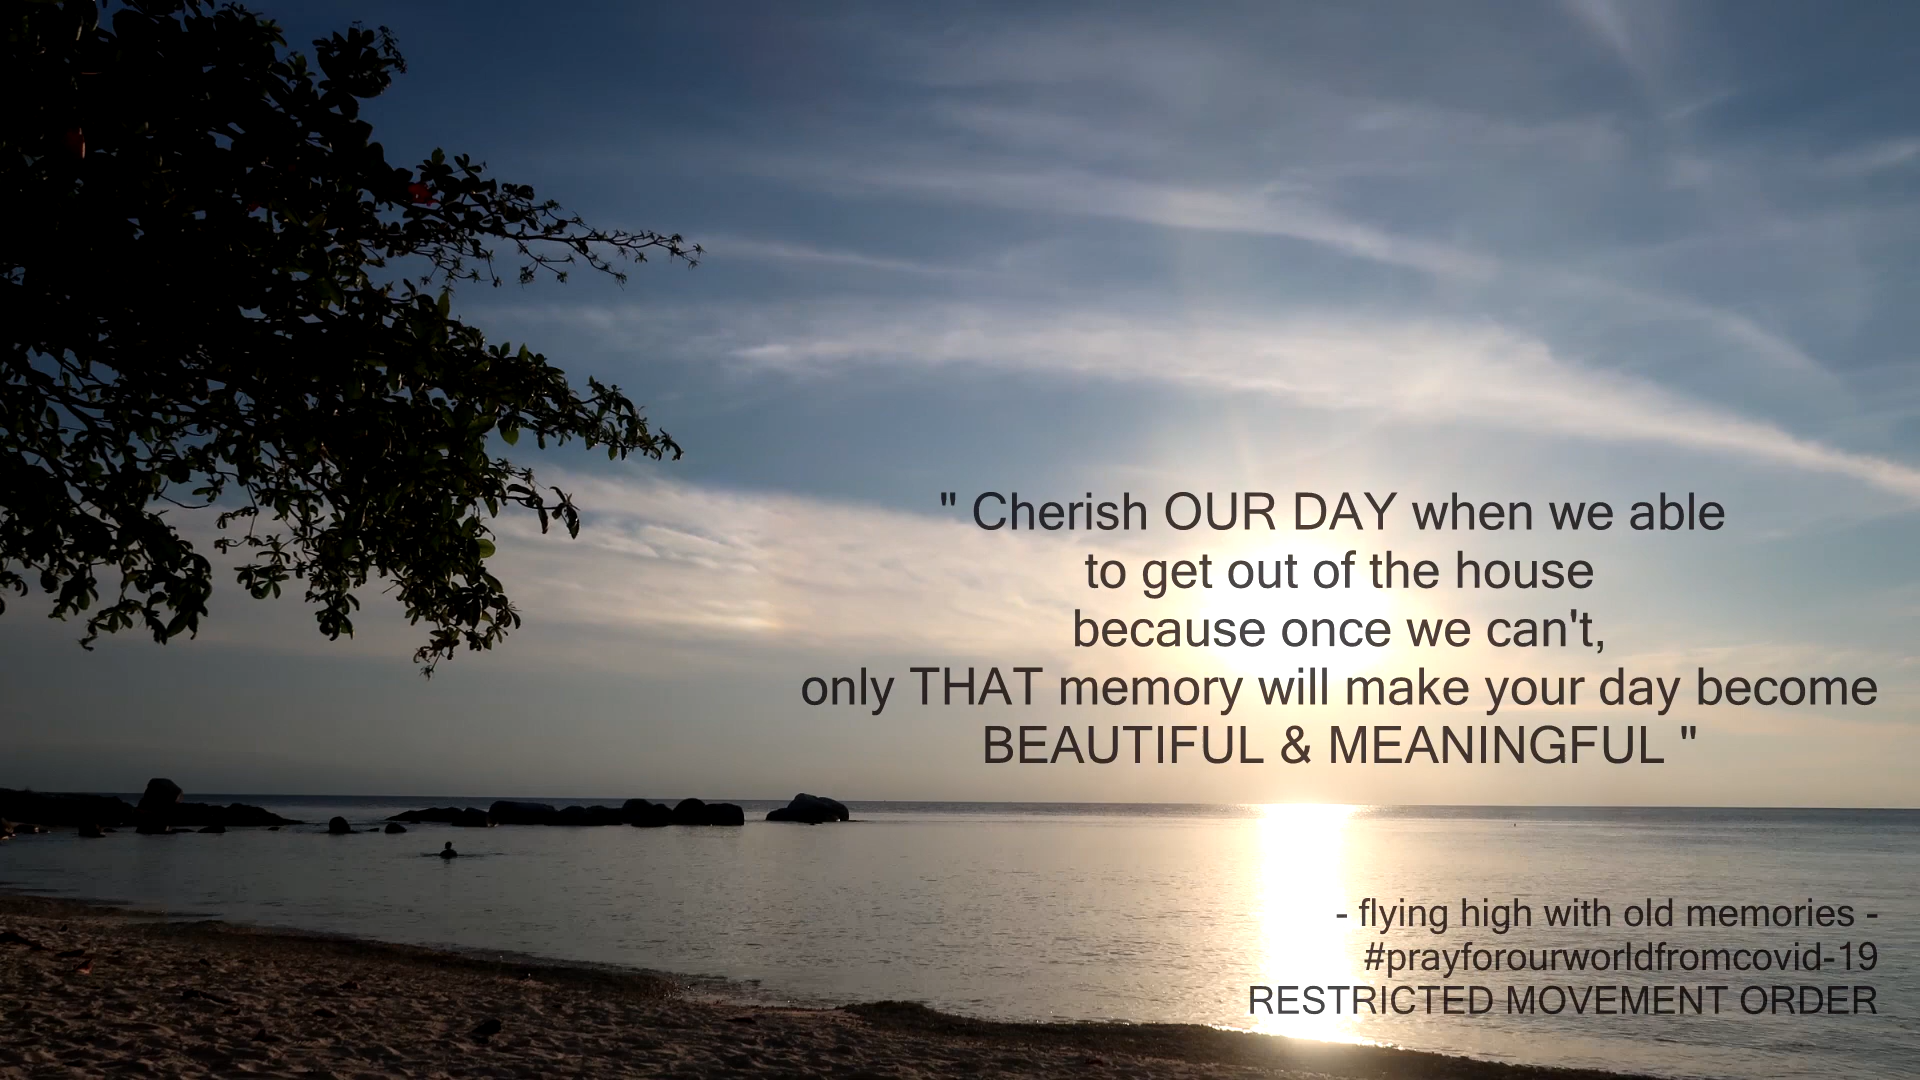 " Cherish OUR DAY when we able
to get out of the house
because once we can't,
only THAT memory will make your day become
BEAUTIFUL & MEANINGFUL "
- flying high with old memories -
#prayforourworldfromcovid-19
RESTRICTED MOVEMENT ORDER